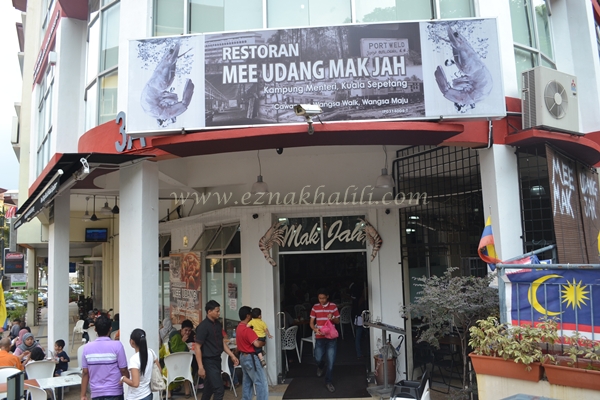 PORT WELD
RESTORAN
MEE UDANG MAK JAH
Kampung Menteri, Kuala Sepetang
Wangsa Walk, Wangsa Maju
www.eznakhalili.com
Mak Jah
MEE
MAK